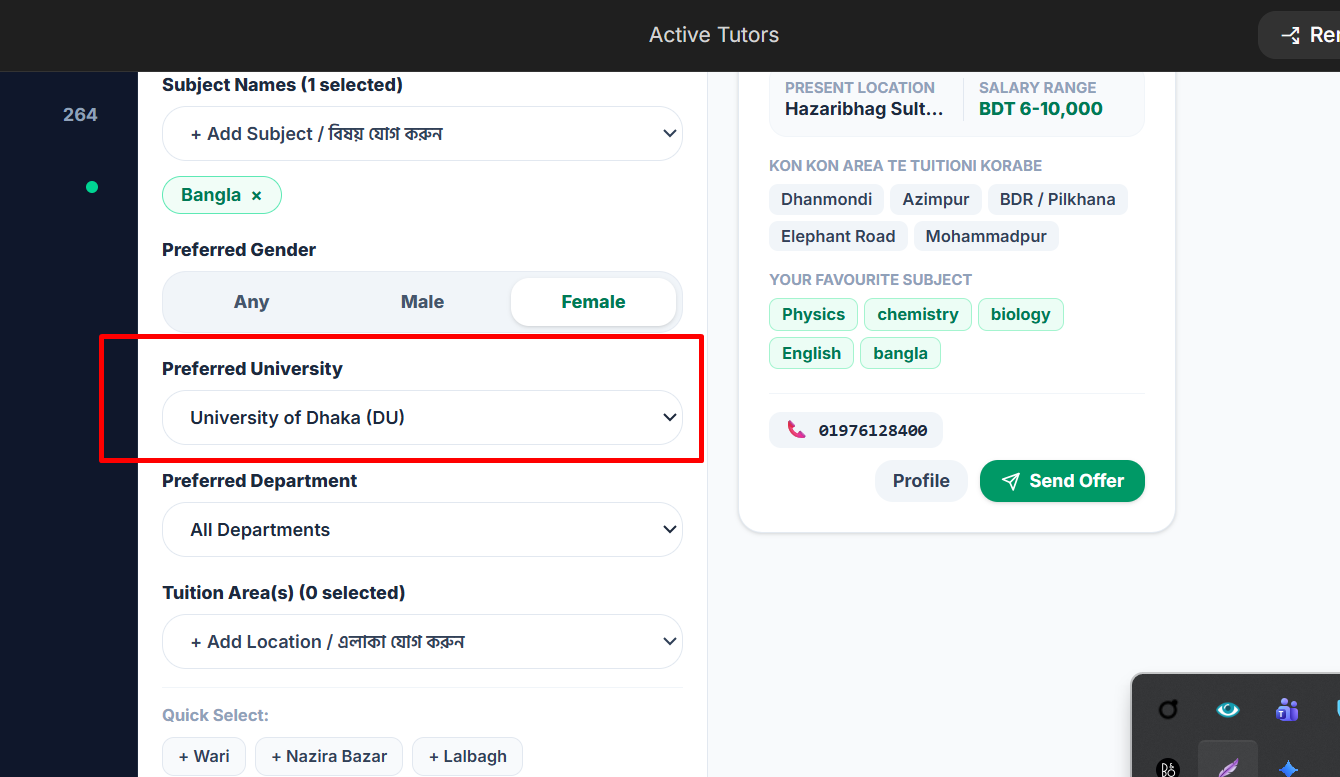 Active Tutors
264
Subject Names (1 selected)
+ Add Subject / বিষয় যোগ করুন
Bangla ×
Preferred Gender
Any Male Female
Preferred University
University of Dhaka (DU)
Preferred Department
All Departments
Tuition Area(s) (0 selected)
+ Add Location / এলাকা যোগ করুন
Quick Select:
+ Wari + Nazira Bazar + Lalbagh
PRESENT LOCATION SALARY RANGE
Hazaribhag Sult... BDT 6-10,000
KON KON AREA TE TUITIONI KORABE
Dhanmondi Azimpur BDR / Pilkhana
Elephant Road Mohammadpur
YOUR FAVOURITE SUBJECT
Physics chemistry biology
English bangla
01976128400
Profile Send Offer